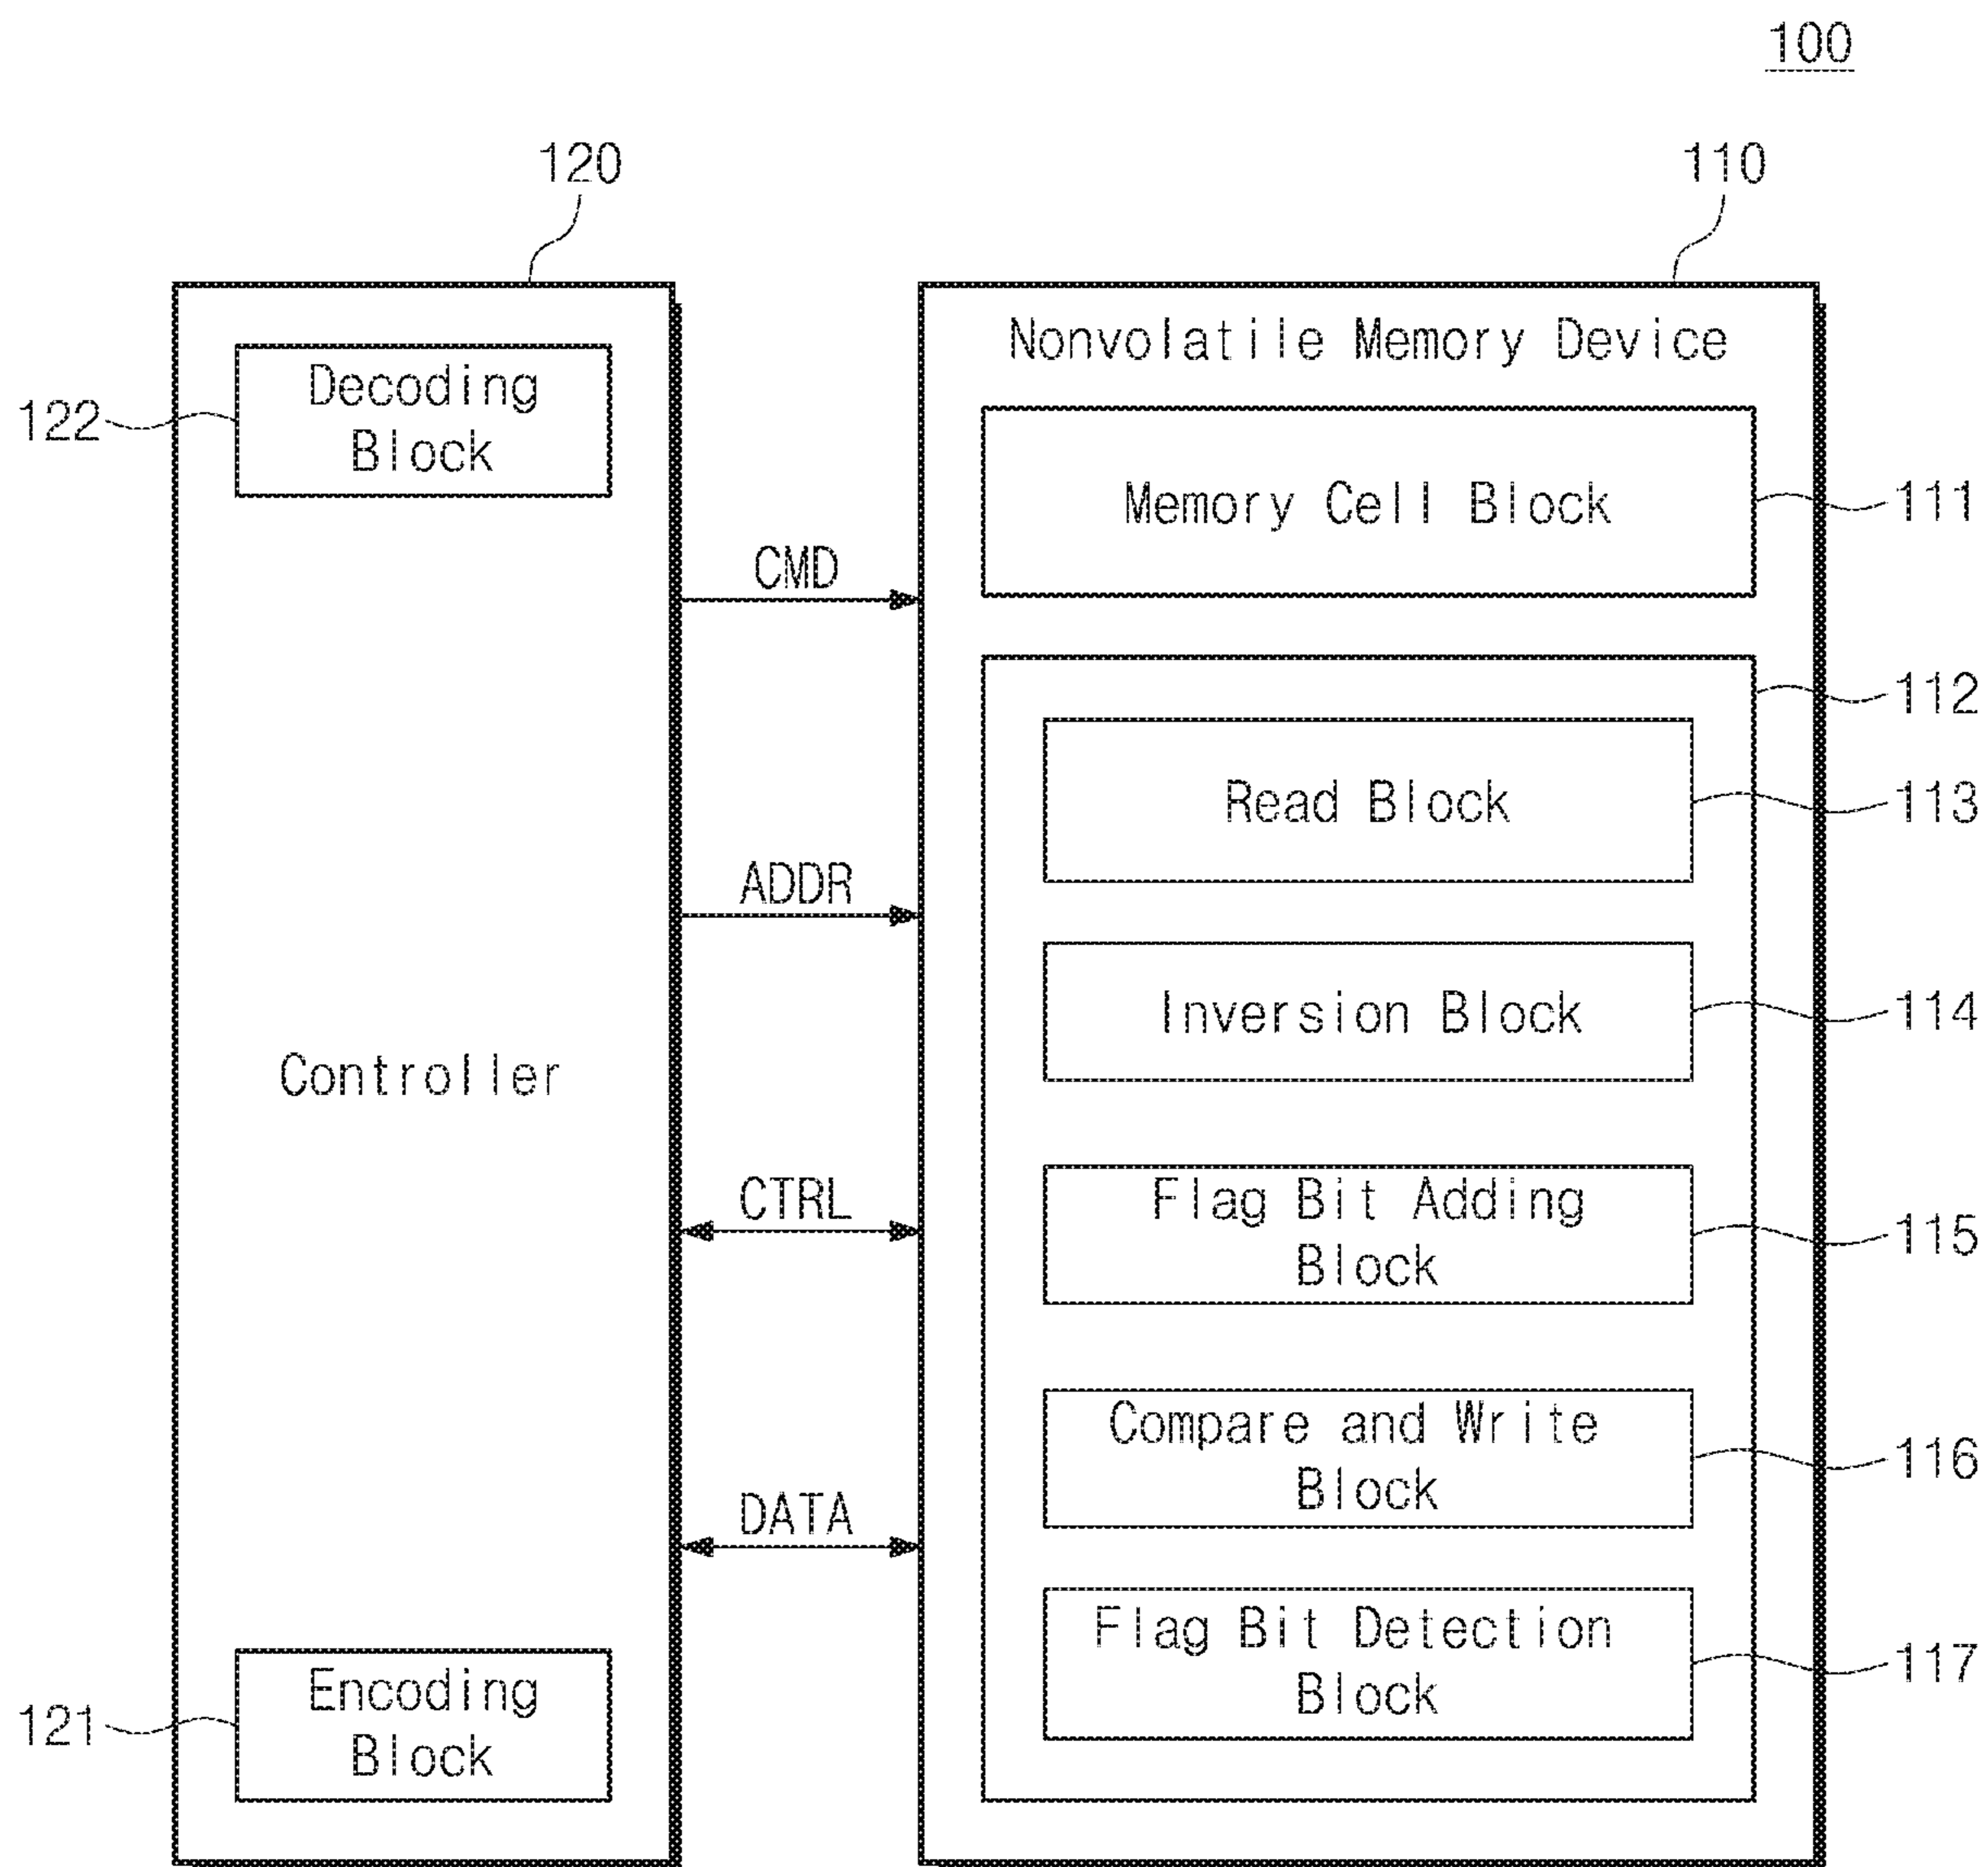 100
120
110
Nonvolatile Memory Device
Decoding
Block
122
Memory Cell Block
111
CMD
112
Read Block
113
ADDR
Inversion Block
114
Controller
Flag Bit Adding
Block
115
CTRL
Compare and Write
Block
116
DATA
Flag Bit Detection
Block
117
Encoding
Block
121